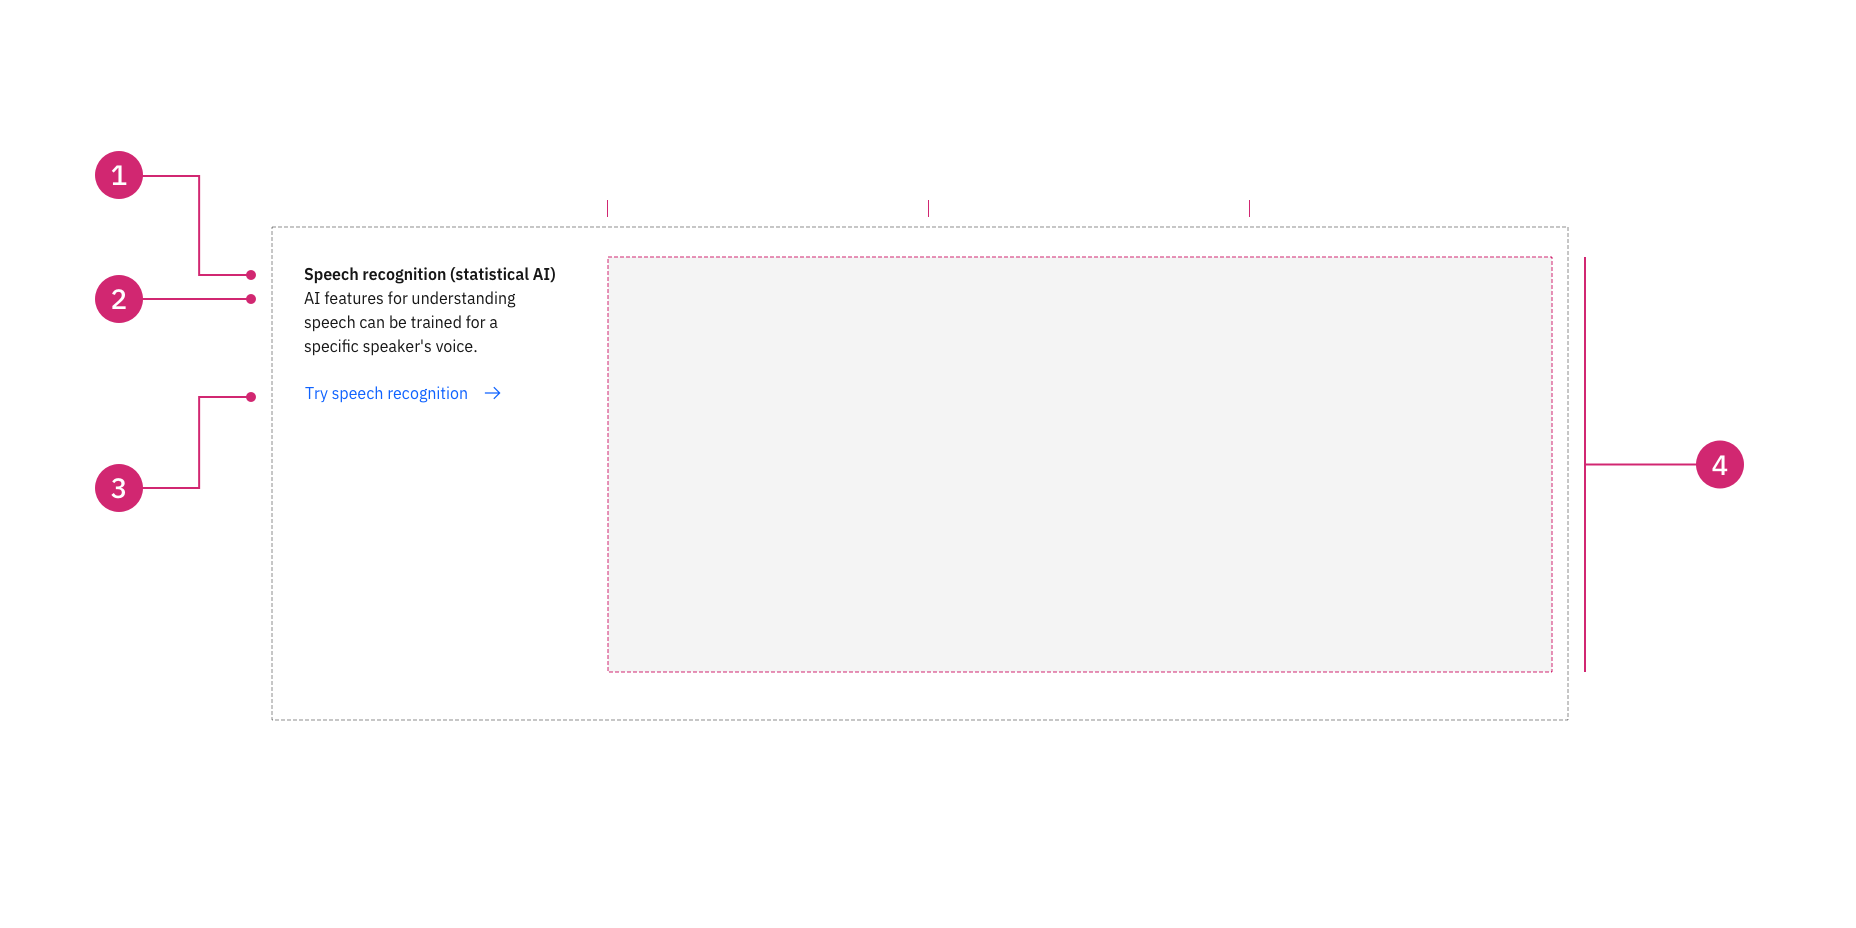 1
2
3
Speech recognition (statistical AI)
AI features for understanding
speech can be trained for a
specific speaker's voice.
Try speech recognition
4